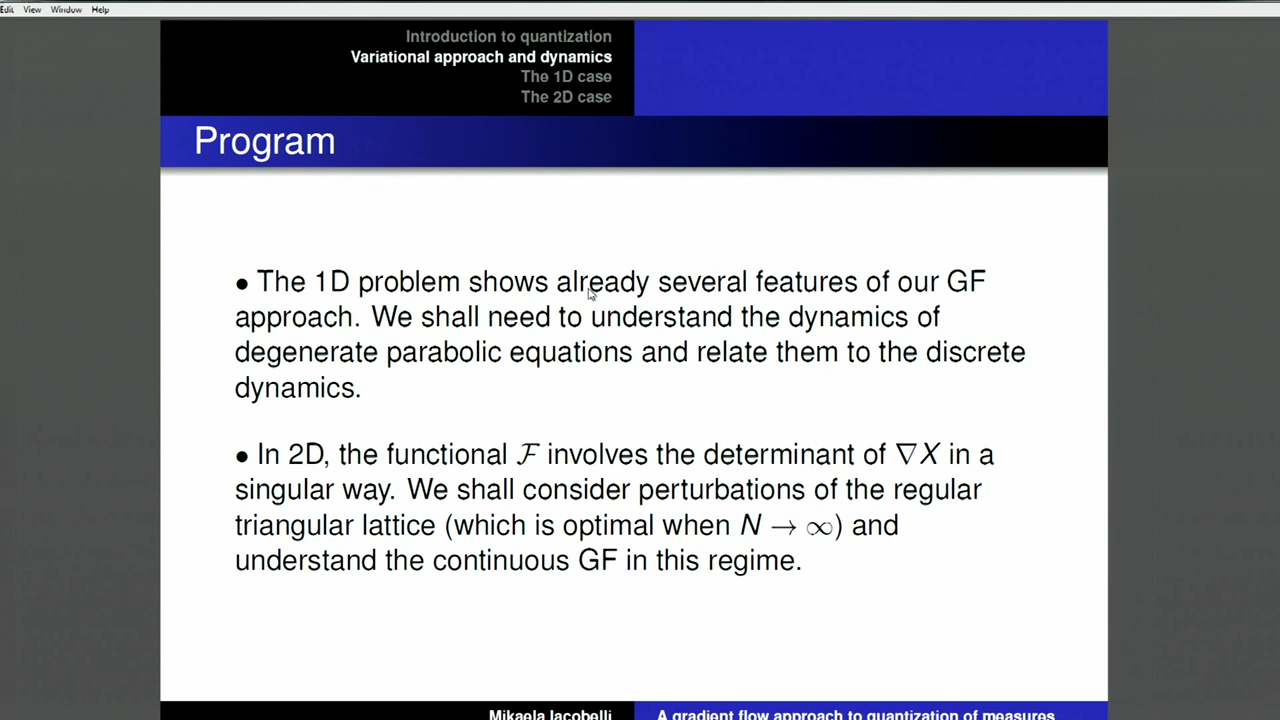 Edit View Window Help
Introduction to quantization
Variational approach and dynamics
The 1D case
The 2D case
Program
• The 1D problem shows already several features of our GF
approach. We shall need to understand the dynamics of
degenerate parabolic equations and relate them to the discrete
dynamics.
• In 2D, the functional ℱ involves the determinant of ∇X in a
singular way. We shall consider perturbations of the regular
triangular lattice (which is optimal when N → ∞) and
understand the continuous GF in this regime.
Mikaela Iacobelli A gradient flow approach to quantization of measures